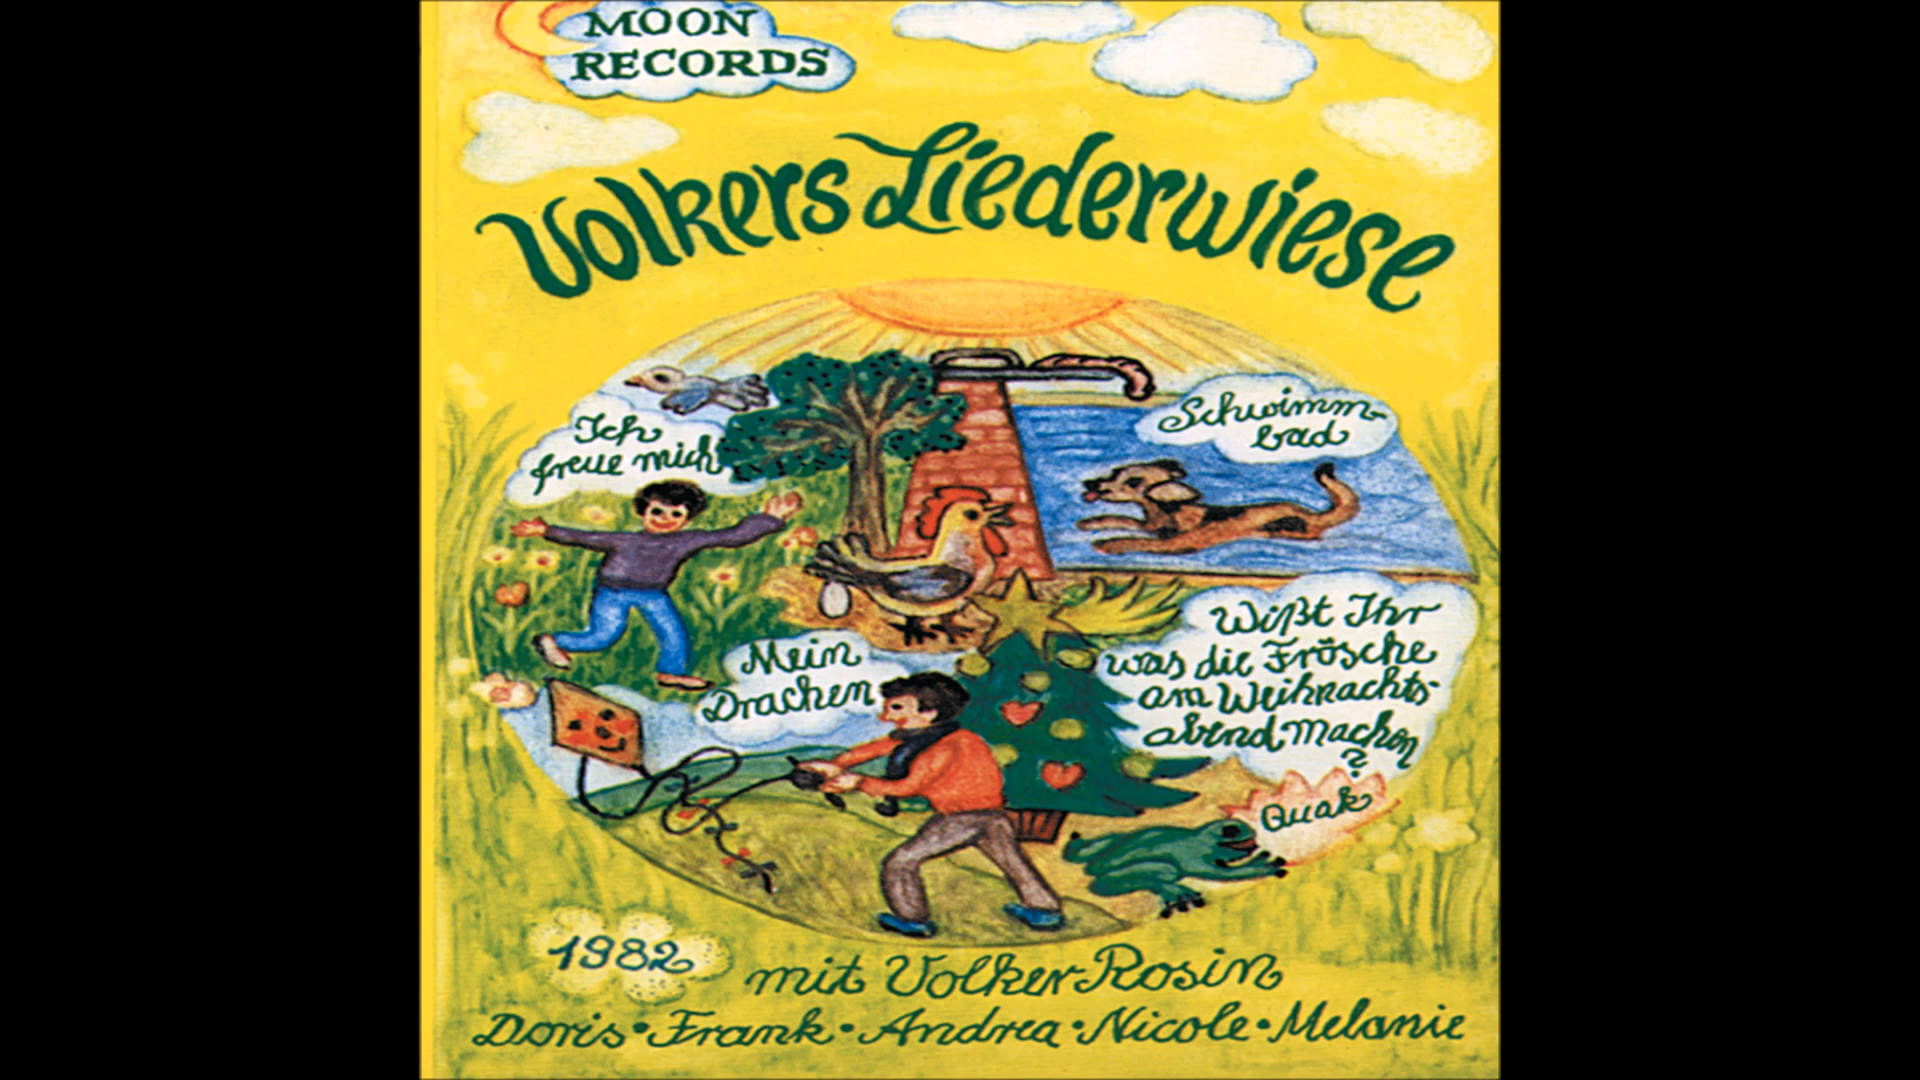 MOON
RECORDS
Volkers Liederwiese
Ich
freue mich
Schwimm-
bad
Wißt Ihr
was die Frösche
am Weihnachts-
abend machen
?
Mein
Drachen
Quak
1982
mit Volker Rosin
Doris • Frank • Andrea • Nicole • Melanie